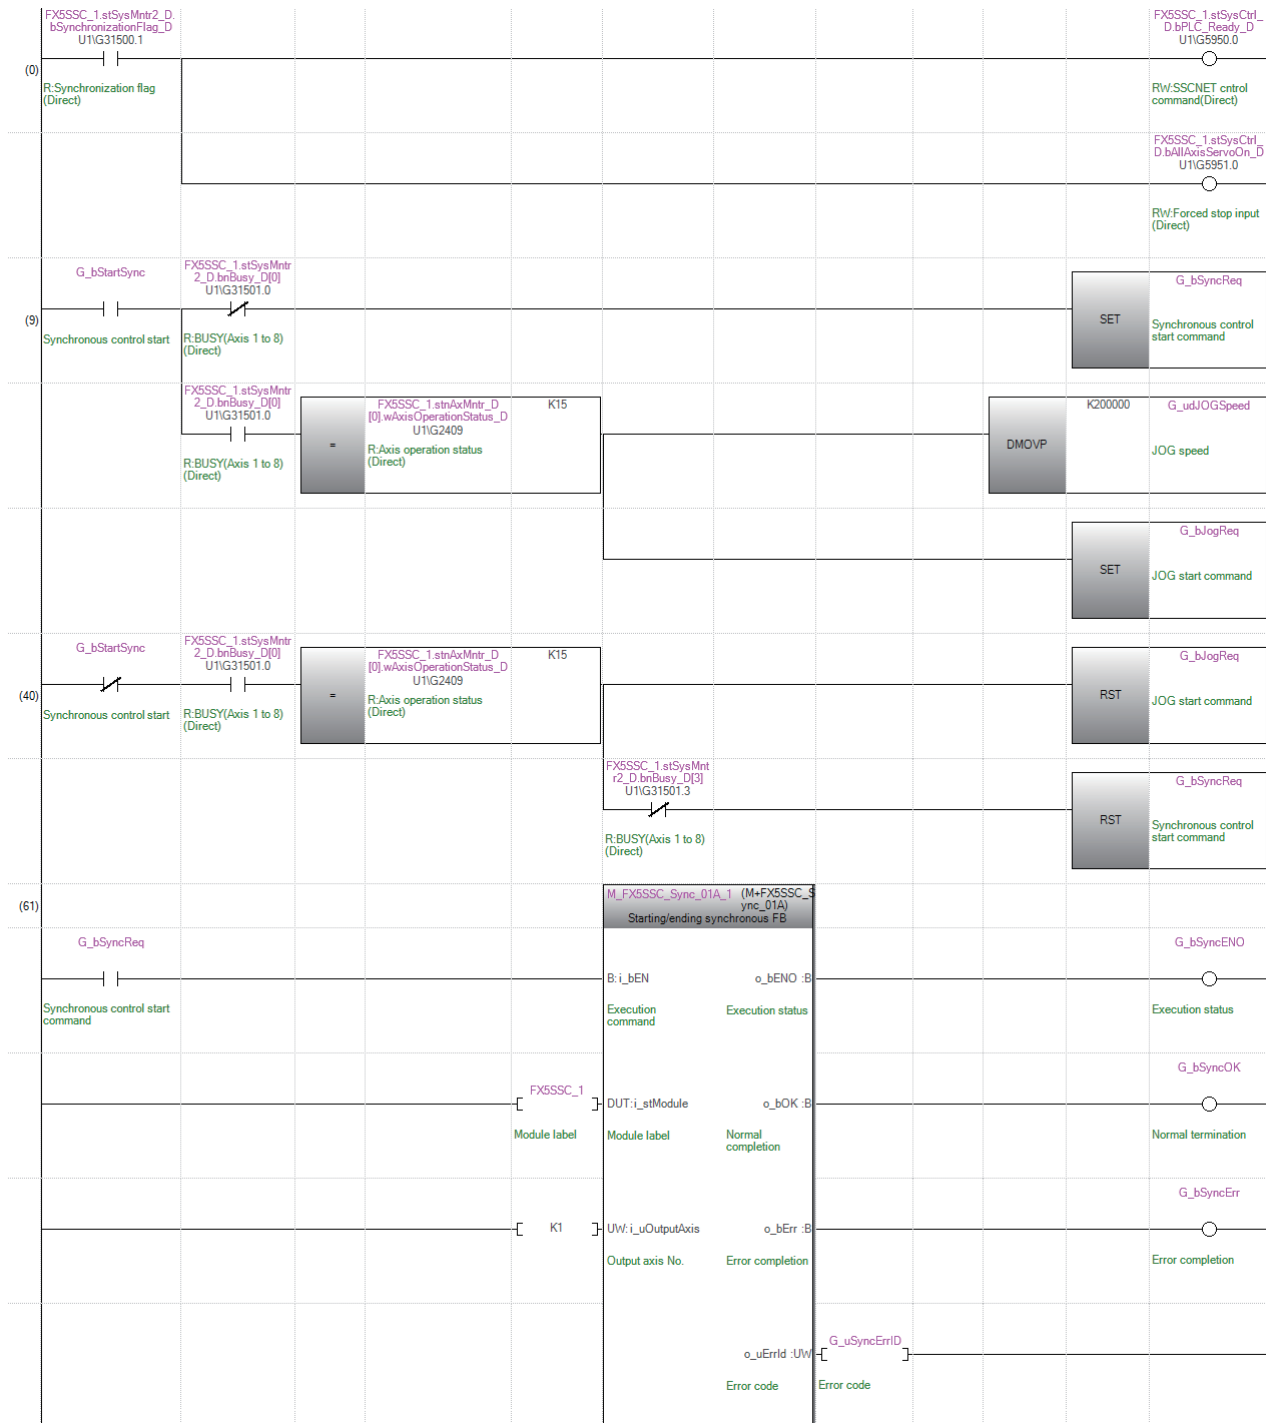 FX5SSC_1.stSysMntr2_D.
bSynchronizationFlag_D
U1\G31500.1
FX5SSC_1.stSysCtrl_
D.bPLC_Ready_D
U1\G5950.0
(0)
R:Synchronization flag
(Direct)
RW:SSCNET cntrol
command(Direct)
FX5SSC_1.stSysCtrl_
D.bAllAxisServoOn_D
U1\G5951.0
RW:Forced stop input
(Direct)
G_bStartSync
FX5SSC_1.stSysMntr
2_D.bnBusy_D[0]
U1\G31501.0
G_bSyncReq
(9)
SET
Synchronous control start
R:BUSY(Axis 1 to 8)
(Direct)
Synchronous control
start command
FX5SSC_1.stSysMntr
2_D.bnBusy_D[0]
U1\G31501.0
FX5SSC_1.stnAxMntr_D
[0].wAxisOperationStatus_D
U1\G2409
K15
K200000
G_udJOGSpeed
=
DMOVP
R:BUSY(Axis 1 to 8)
(Direct)
R:Axis operation status
(Direct)
JOG speed
G_bJogReq
SET
JOG start command
G_bStartSync
FX5SSC_1.stSysMntr
2_D.bnBusy_D[0]
U1\G31501.0
FX5SSC_1.stnAxMntr_D
[0].wAxisOperationStatus_D
U1\G2409
K15
G_bJogReq
(40)
=
RST
Synchronous control start
R:BUSY(Axis 1 to 8)
(Direct)
R:Axis operation status
(Direct)
JOG start command
FX5SSC_1.stSysMnt
r2_D.bnBusy_D[3]
U1\G31501.3
G_bSyncReq
RST
R:BUSY(Axis 1 to 8)
(Direct)
Synchronous control
start command
(61)
M_FX5SSC_Sync_01A_1
(M+FX5SSC_S
ync_01A)
Starting/ending synchronous FB
G_bSyncReq
G_bSyncENO
B:i_bEN
o_bENO :B
Synchronous control start
command
Execution
command
Execution status
Execution status
FX5SSC_1
G_bSyncOK
DUT:i_stModule
o_bOK :B
Module label
Module label
Normal
completion
Normal termination
G_bSyncErr
K1
UW:i_uOutputAxis
o_bErr :B
Output axis No.
Error completion
Error completion
G_uSyncErrID
o_uErrId :UW
Error code
Error code